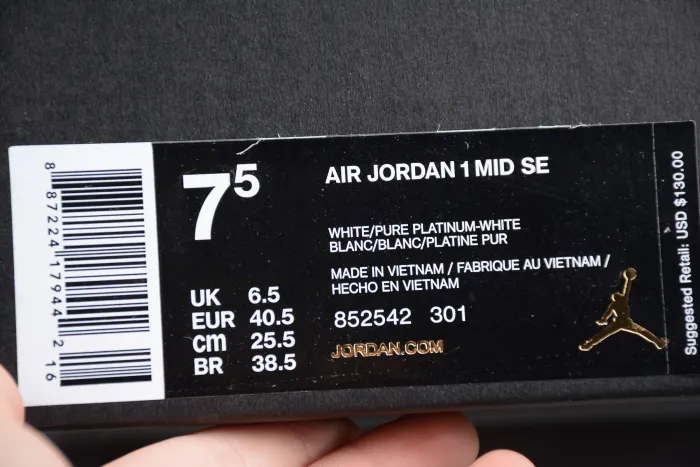 8 87224 17944 2 16
7⁵
UK 6.5
EUR 40.5
cm 25.5
BR 38.5
AIR JORDAN 1 MID SE
WHITE/PURE PLATINUM-WHITE
BLANC/BLANC/PLATINE PUR
MADE IN VIETNAM / FABRIQUE AU VIETNAM /
HECHO EN VIETNAM
852542 301
JORDAN.COM
Suggested Retail: USD $130.00